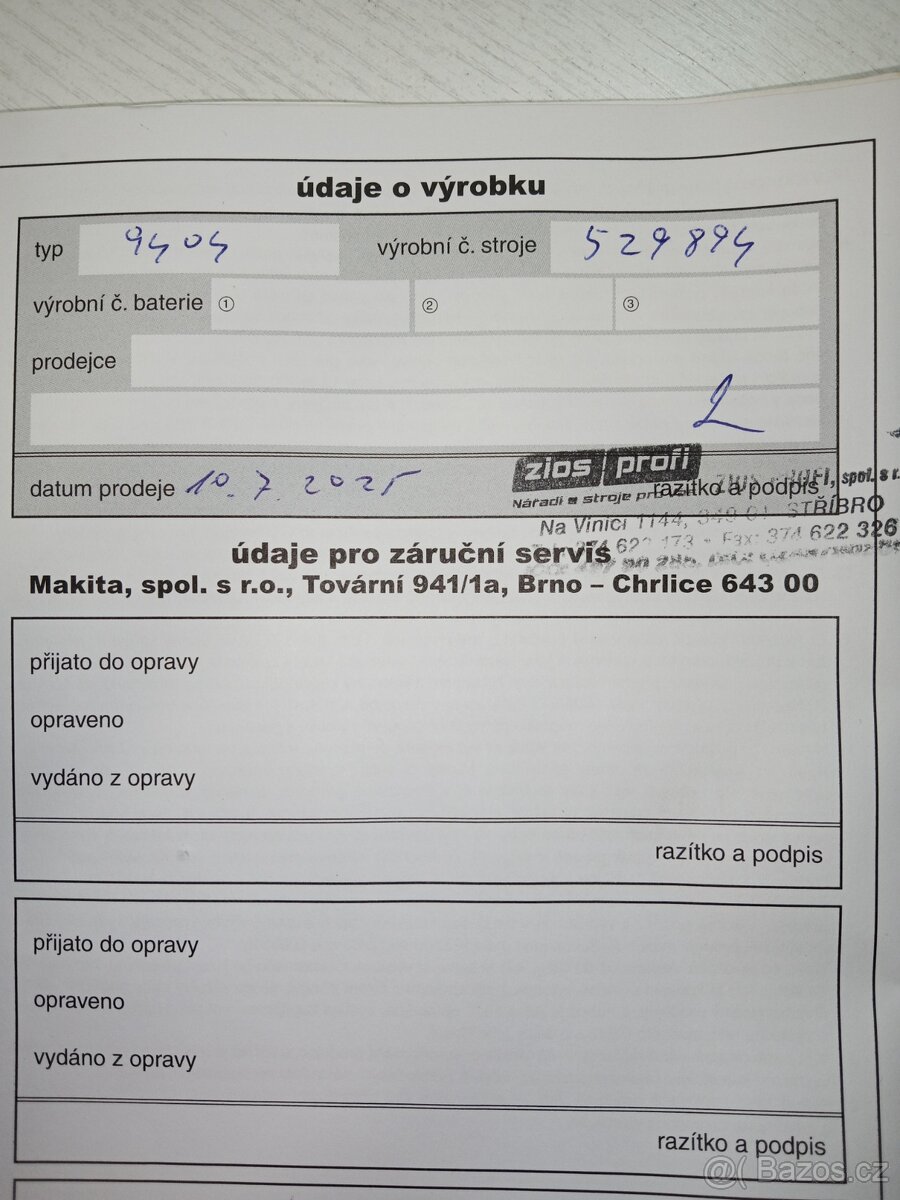 údaje o výrobku
typ 9404 výrobní č. stroje 529894
výrobní č. baterie ① ② ③
prodejce
datum prodeje 10. 7. 2025 razítko a podpis
zios profi spol. s r.
Nářadí a stroje pro
Na Vinici 1144, STŘÍBRO
Fax: 374 622 326
údaje pro záruční servis
Makita, spol. s r.o., Tovární 941/1a, Brno – Chrlice 643 00
přijato do opravy
opraveno
vydáno z opravy
razítko a podpis
přijato do opravy
opraveno
vydáno z opravy
razítko a podpis
@( Bazos.cz